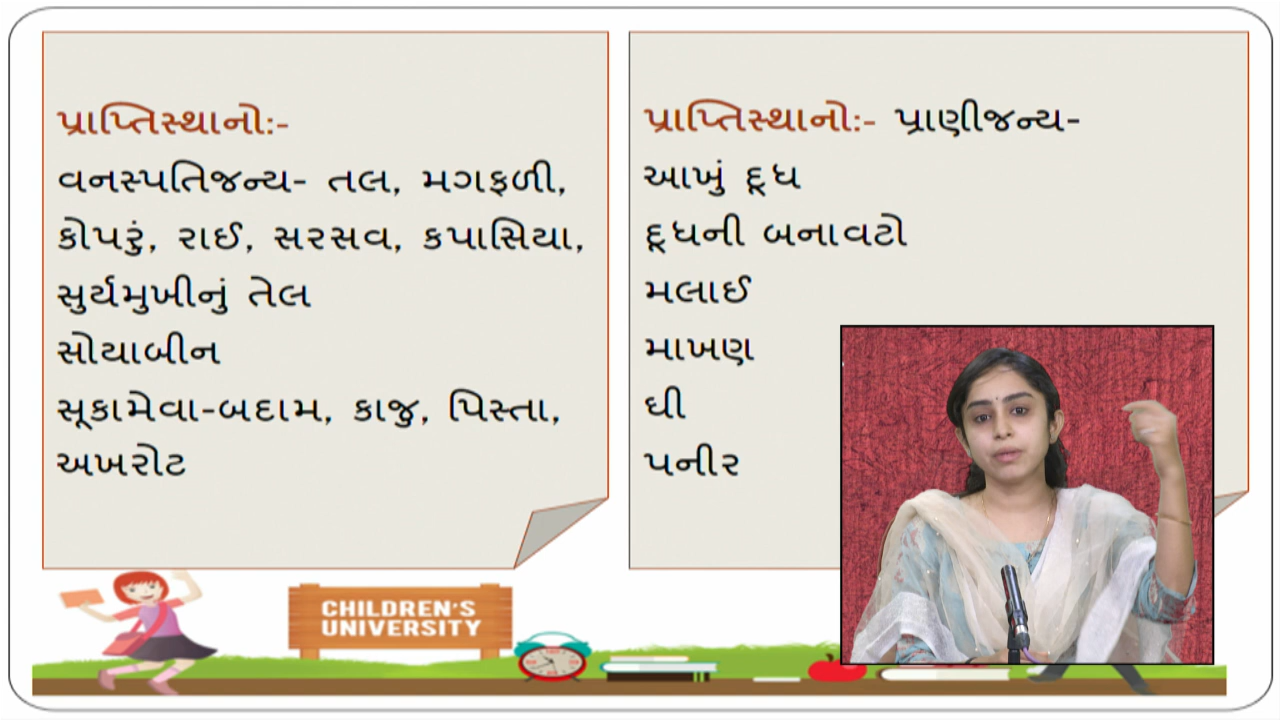 પ્રાપ્તિસ્થાનો:-
વનસ્પતિજન્ય- તલ, મગફળી,
કોપરું, રાઈ, સરસવ, કપાસિયા,
સુર્યમુખીનું તેલ
સોયાબીન
સૂકામેવા-બદામ, કાજુ, પિસ્તા,
અખરોટ
પ્રાપ્તિસ્થાનો:- પ્રાણીજન્ય-
આખું દૂધ
દૂધની બનાવટો
મલાઈ
માખણ
ઘી
પનીર
CHILDREN'S
UNIVERSITY